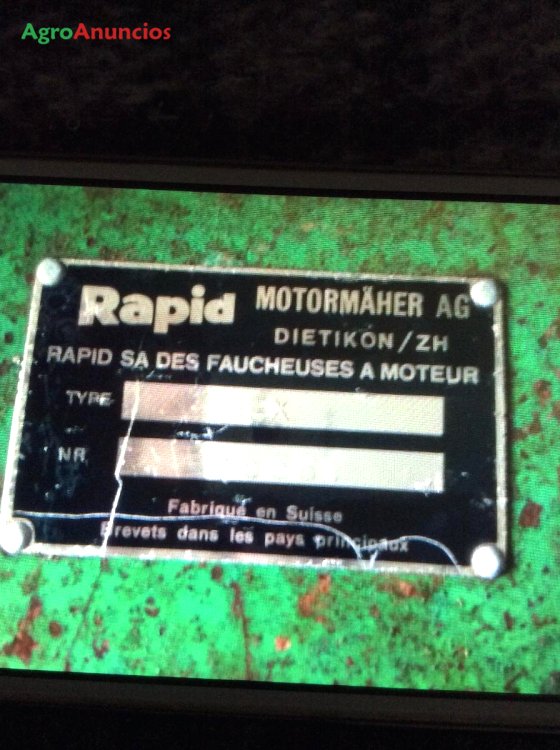 AgroAnuncios
Rapid MOTORMÄHER AG
DIETIKON/ZH
RAPID SA DES FAUCHEUSES A MOTEUR
TYPE
NR
Fabriqué en Suisse
Brevets dans les pays principaux